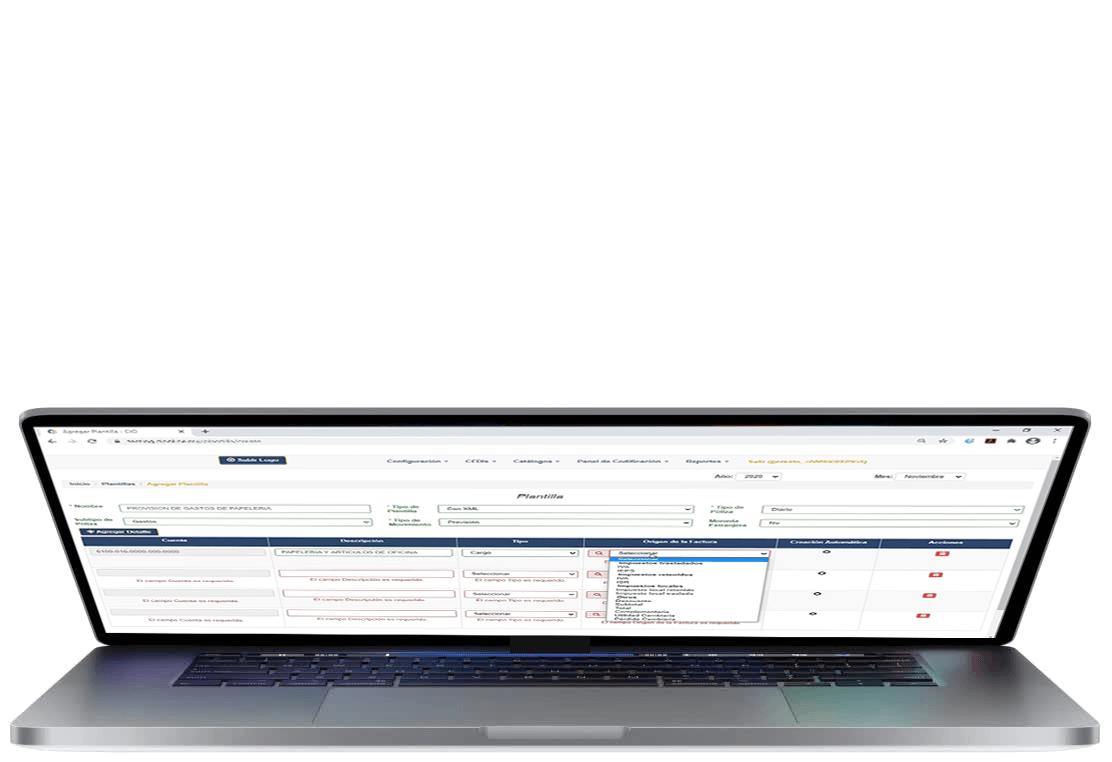 Agregar Plantilla - CIO
Subir Logo
Configuración
CFDIs
Catálogos
Panel de Codificación
Reportes
Año: 2020
Mes: Noviembre
Inicio Plantillas Agregar Plantilla
Plantilla
* Nombre PROVISION DE GASTOS DE PAPELERIA
* Tipo de Plantilla Con XML
* Tipo de Póliza Diario
Subtipo de Póliza Gastos
* Tipo de Movimiento Provisión
Moneda Extranjera No
Agregar Detalle
Cuenta Descripción Tipo Origen de la Factura Creación Automática Acciones
6100-016-0000-000-0000 PAPELERIA Y ARTICULOS DE OFICINA Cargo Seleccionar
Seleccionar
Impuestos trasladados
IVA
IEPS
Impuestos retenidos
IVA
ISR
Impuestos locales
Impuesto local retenido
Impuesto local traslado
Otros
Descuento
Subtotal
Total
Complementaria
Utilidad Cambiaria
Pérdida Cambiaria
Seleccionar
El campo Cuenta es requerido. El campo Descripción es requerido. El campo Tipo es requerido.
Seleccionar
El campo Cuenta es requerido. El campo Descripción es requerido. El campo Tipo es requerido.
Seleccionar
El campo Cuenta es requerido. El campo Descripción es requerido. El campo Tipo es requerido. El campo Origen de la Factura es requerido.